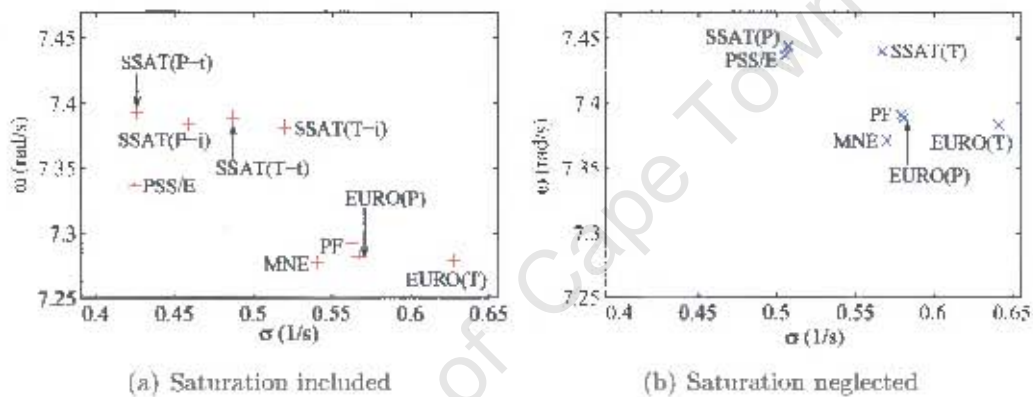 7.45
7.4
7.35
7.3
7.25
ω (rad/s)
SSAT(P-t)
SSAT(P-i)
SSAT(T-i)
SSAT(T-t)
PSS/E
EURO(P)
PF
MNE
EURO(T)
0.4 0.45 0.5 0.55 0.6 0.65
σ (1/s)
(a) Saturation included
7.45
7.4
7.35
7.3
7.25
ω (rad/s)
SSAT(P)
PSS/E
SSAT(T)
PF
MNE
EURO(T)
EURO(P)
0.4 0.45 0.5 0.55 0.6 0.65
σ (1/s)
(b) Saturation neglected
of Cape Town